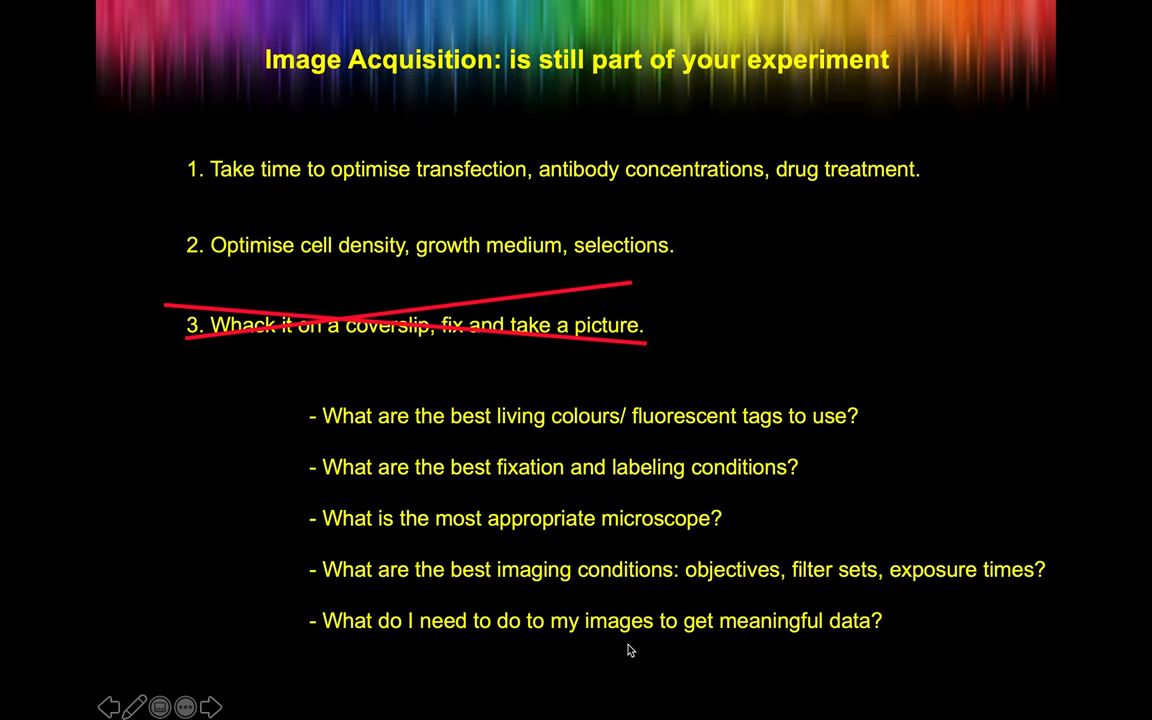 Image Acquisition: is still part of your experiment
1. Take time to optimise transfection, antibody concentrations, drug treatment.
2. Optimise cell density, growth medium, selections.
3. Whack it on a coverslip, fix and take a picture.
- What are the best living colours/ fluorescent tags to use?
- What are the best fixation and labeling conditions?
- What is the most appropriate microscope?
- What are the best imaging conditions: objectives, filter sets, exposure times?
- What do I need to do to my images to get meaningful data?